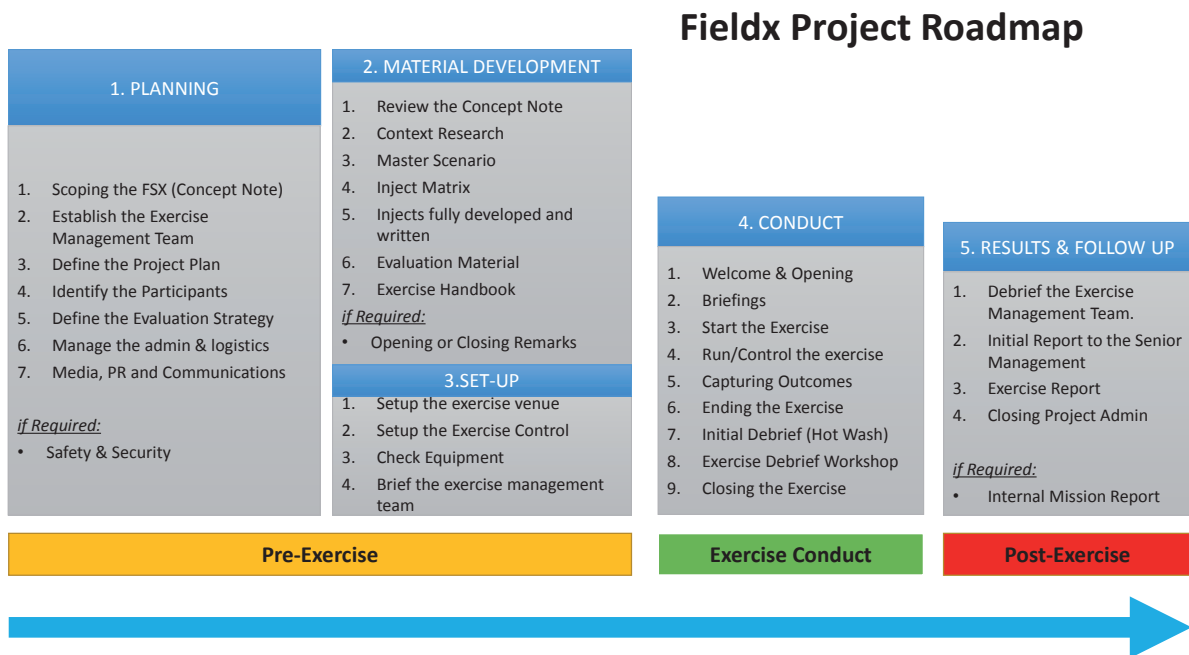 Fieldx Project Roadmap
1. PLANNING
1. Scoping the FSX (Concept Note)
2. Establish the Exercise
Management Team
3. Define the Project Plan
4. Identify the Participants
5. Define the Evaluation Strategy
6. Manage the admin & logistics
7. Media, PR and Communications
if Required:
• Safety & Security
2. MATERIAL DEVELOPMENT
1. Review the Concept Note
2. Context Research
3. Master Scenario
4. Inject Matrix
5. Injects fully developed and
written
6. Evaluation Material
7. Exercise Handbook
if Required:
• Opening or Closing Remarks
3.SET-UP
1. Setup the exercise venue
2. Setup the Exercise Control
3. Check Equipment
4. Brief the exercise management
team
4. CONDUCT
1. Welcome & Opening
2. Briefings
3. Start the Exercise
4. Run/Control the exercise
5. Capturing Outcomes
6. Ending the Exercise
7. Initial Debrief (Hot Wash)
8. Exercise Debrief Workshop
9. Closing the Exercise
5. RESULTS & FOLLOW UP
1. Debrief the Exercise
Management Team.
2. Initial Report to the Senior
Management
3. Exercise Report
4. Closing Project Admin
if Required:
• Internal Mission Report
Pre-Exercise
Exercise Conduct
Post-Exercise